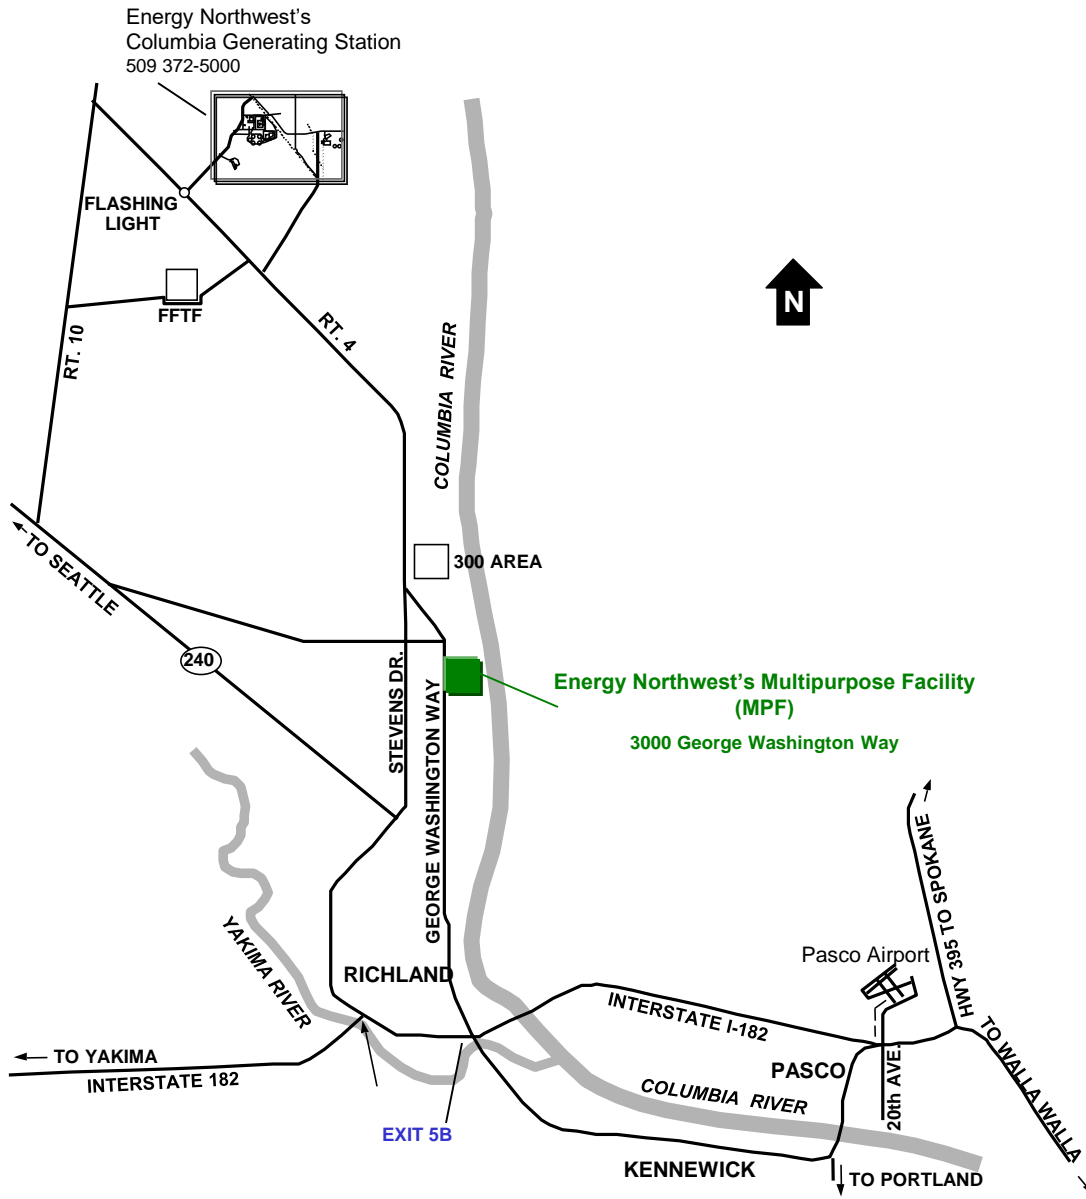 Energy Northwest's
Columbia Generating Station
509 372-5000
FLASHING
LIGHT
FFTF
RT. 10
RT. 4
COLUMBIA RIVER
N
TO SEATTLE
300 AREA
240
STEVENS DR.
GEORGE WASHINGTON WAY
Energy Northwest's Multipurpose Facility
(MPF)
3000 George Washington Way
YAKIMA RIVER
RICHLAND
HWY 395 TO SPOKANE
Pasco Airport
INTERSTATE I-182
TO WALLA WALLA
TO YAKIMA
INTERSTATE 182
PASCO
20th AVE.
COLUMBIA RIVER
EXIT 5B
KENNEWICK
TO PORTLAND